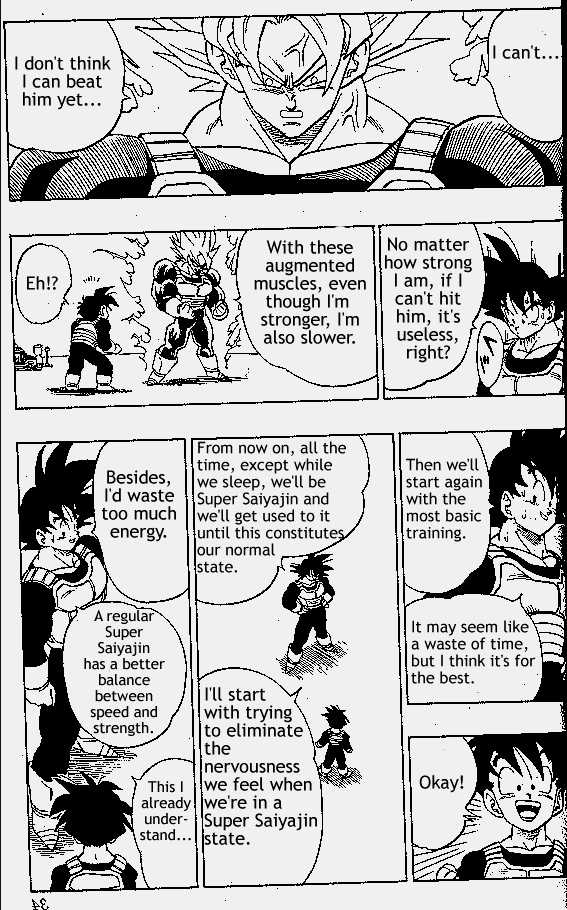 I don't think
I can beat
him yet...
I can't...
Eh!?
With these
augmented
muscles, even
though I'm
stronger, I'm
also slower.
No matter
how strong
I am, if I
can't hit
him, it's
useless,
right?
Besides,
I'd waste
too much
energy.
A regular
Super
Saiyajin
has a better
balance
between
speed and
strength.
This I
already
under-
stand...
From now on, all the
time, except while
we sleep, we'll be
Super Saiyajin and
we'll get used to it
until this constitutes
our normal
state.
I'll start
with trying
to eliminate
the
nervousness
we feel when
we're in a
Super Saiyajin
state.
Then we'll
start again
with the
most basic
training.
It may seem like
a waste of time,
but I think it's for
the best.
Okay!
34